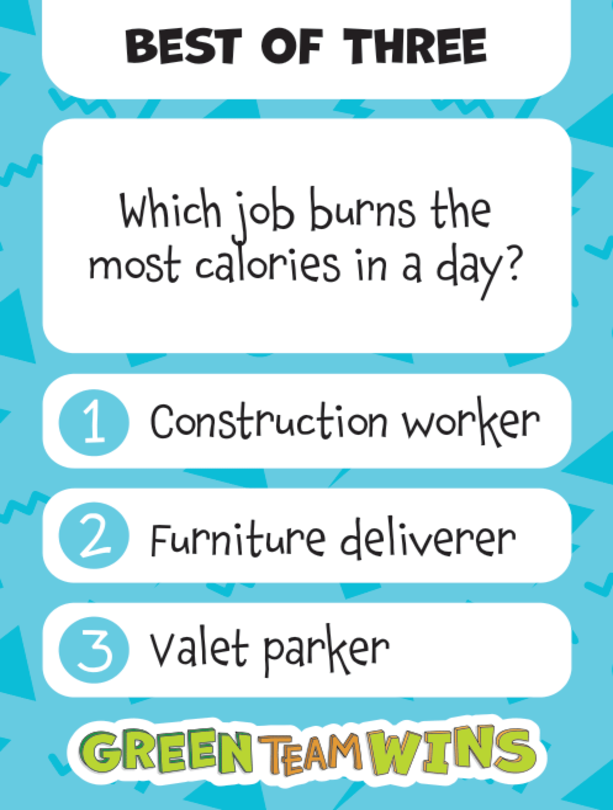 BEST OF THREE
Which job burns the
most calories in a day?
1 Construction worker
2 Furniture deliverer
3 Valet parker
GREEN TEAM WINS